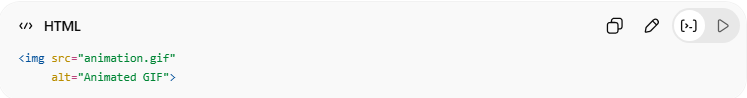 HTML
<img src="animation.gif"
alt="Animated GIF">